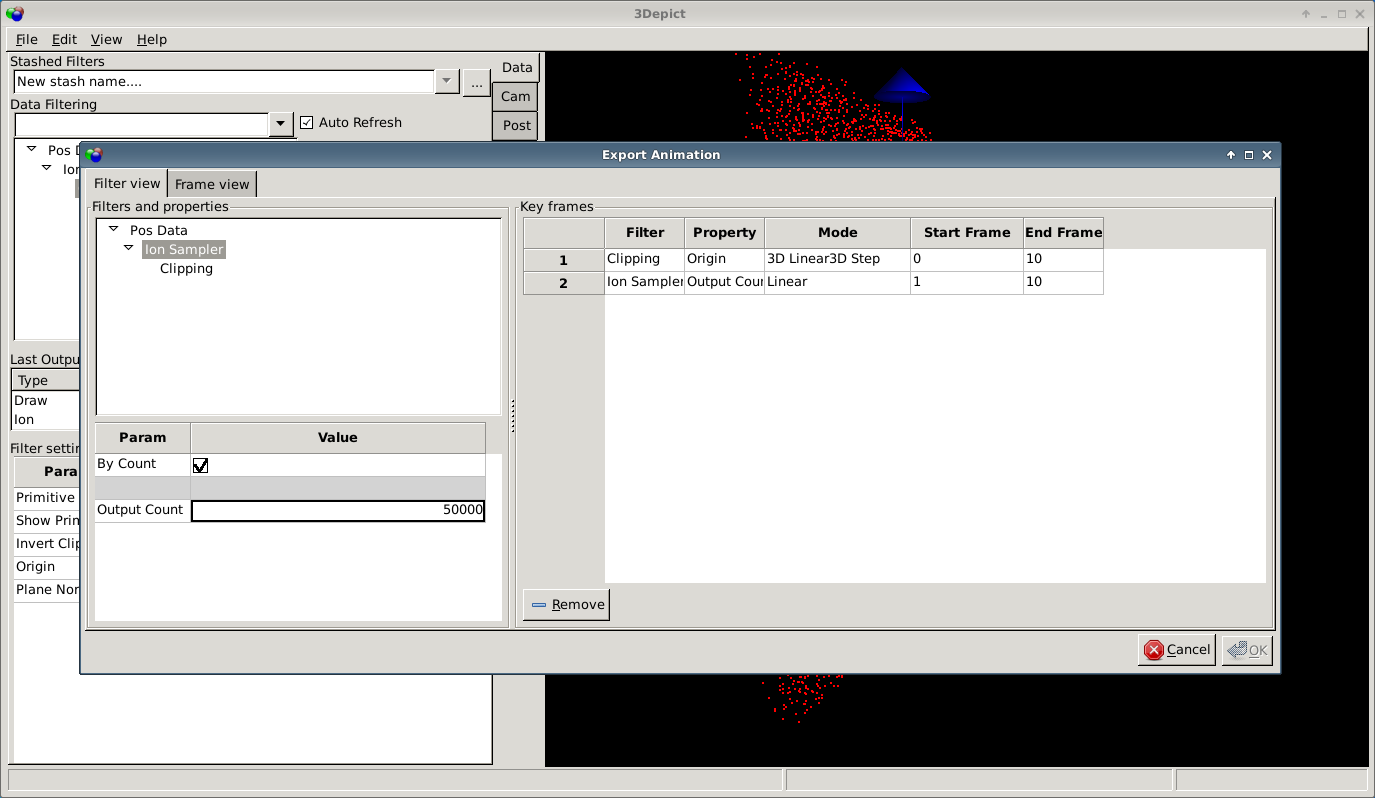 3Depict
File Edit View Help
Stashed Filters
New stash name....
...
Data
Data Filtering
Cam
Auto Refresh
Post
Pos D
Ion
Export Animation
Filter view Frame view
Filters and properties
Pos Data
Ion Sampler
Clipping
Param Value
By Count
Output Count 50000
Key frames
Filter Property Mode Start Frame End Frame
1 Clipping Origin 3D Linear3D Step 0 10
2 Ion Sampler Output Cour Linear 1 10
Remove
Cancel OK
Last Outpu
Type
Draw
Ion
Filter settin
Para
Primitive
Show Prin
Invert Clip
Origin
Plane Nor